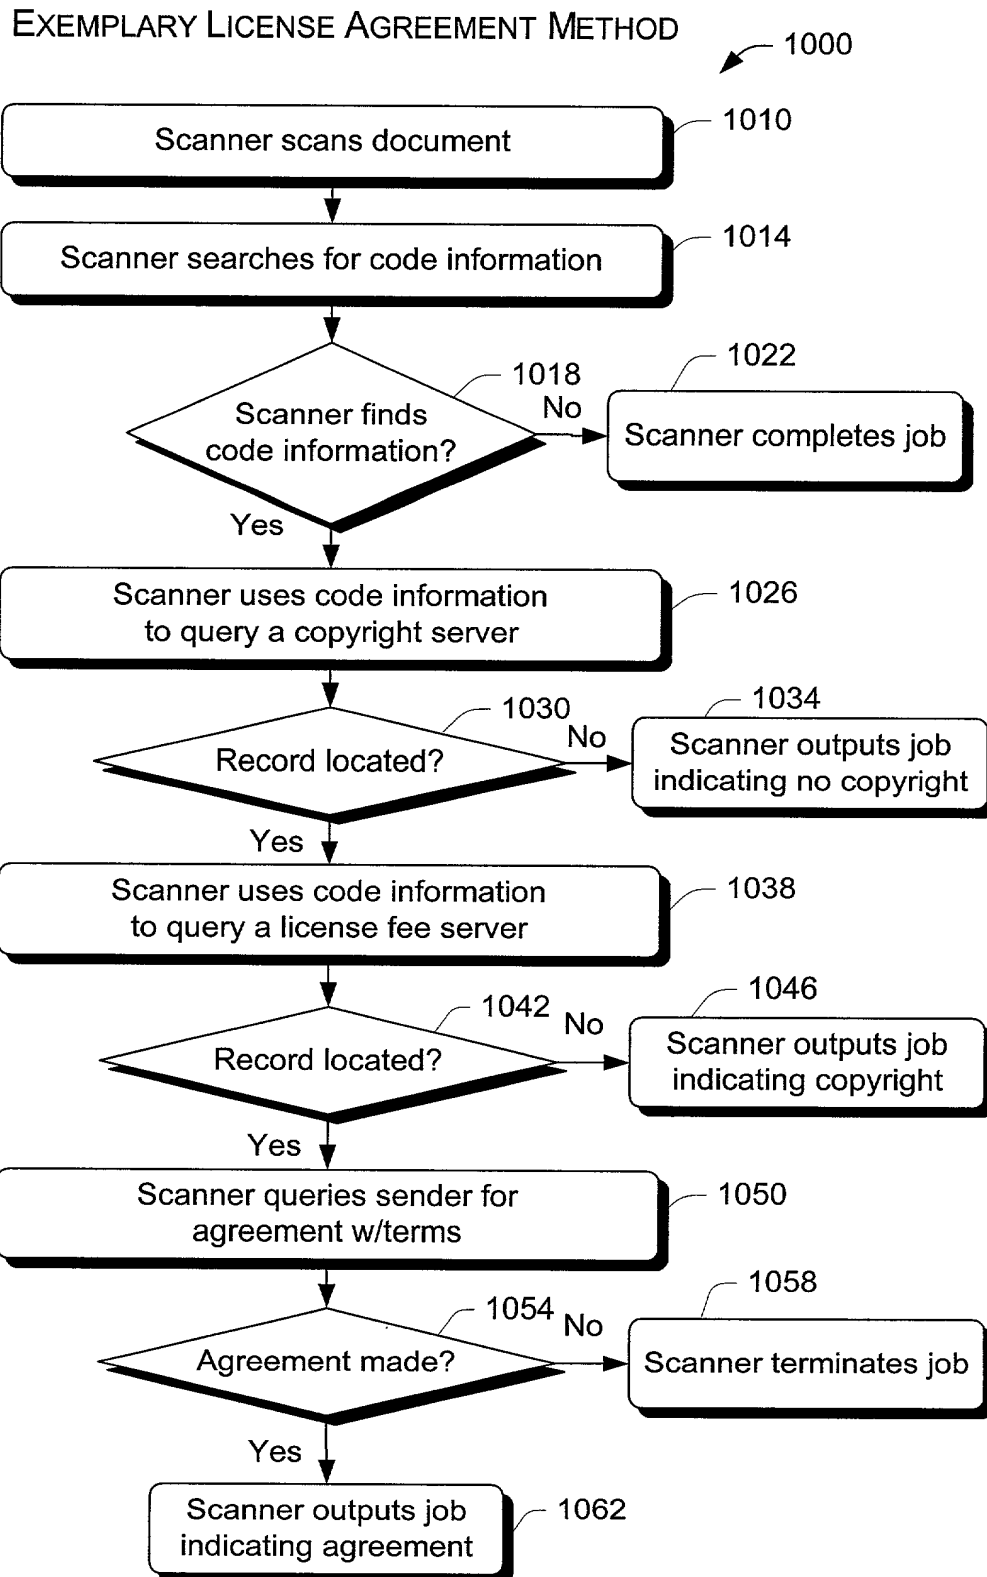 EXEMPLARY LICENSE AGREEMENT METHOD
1000
Scanner scans document
1010
Scanner searches for code information
1014
Scanner finds
code information?
1018
No
Scanner completes job
1022
Yes
Scanner uses code information
to query a copyright server
1026
Record located?
1030
No
Scanner outputs job
indicating no copyright
1034
Yes
Scanner uses code information
to query a license fee server
1038
Record located?
1042
No
Scanner outputs job
indicating copyright
1046
Yes
Scanner queries sender for
agreement w/terms
1050
Agreement made?
1054
No
Scanner terminates job
1058
Yes
Scanner outputs job
indicating agreement
1062